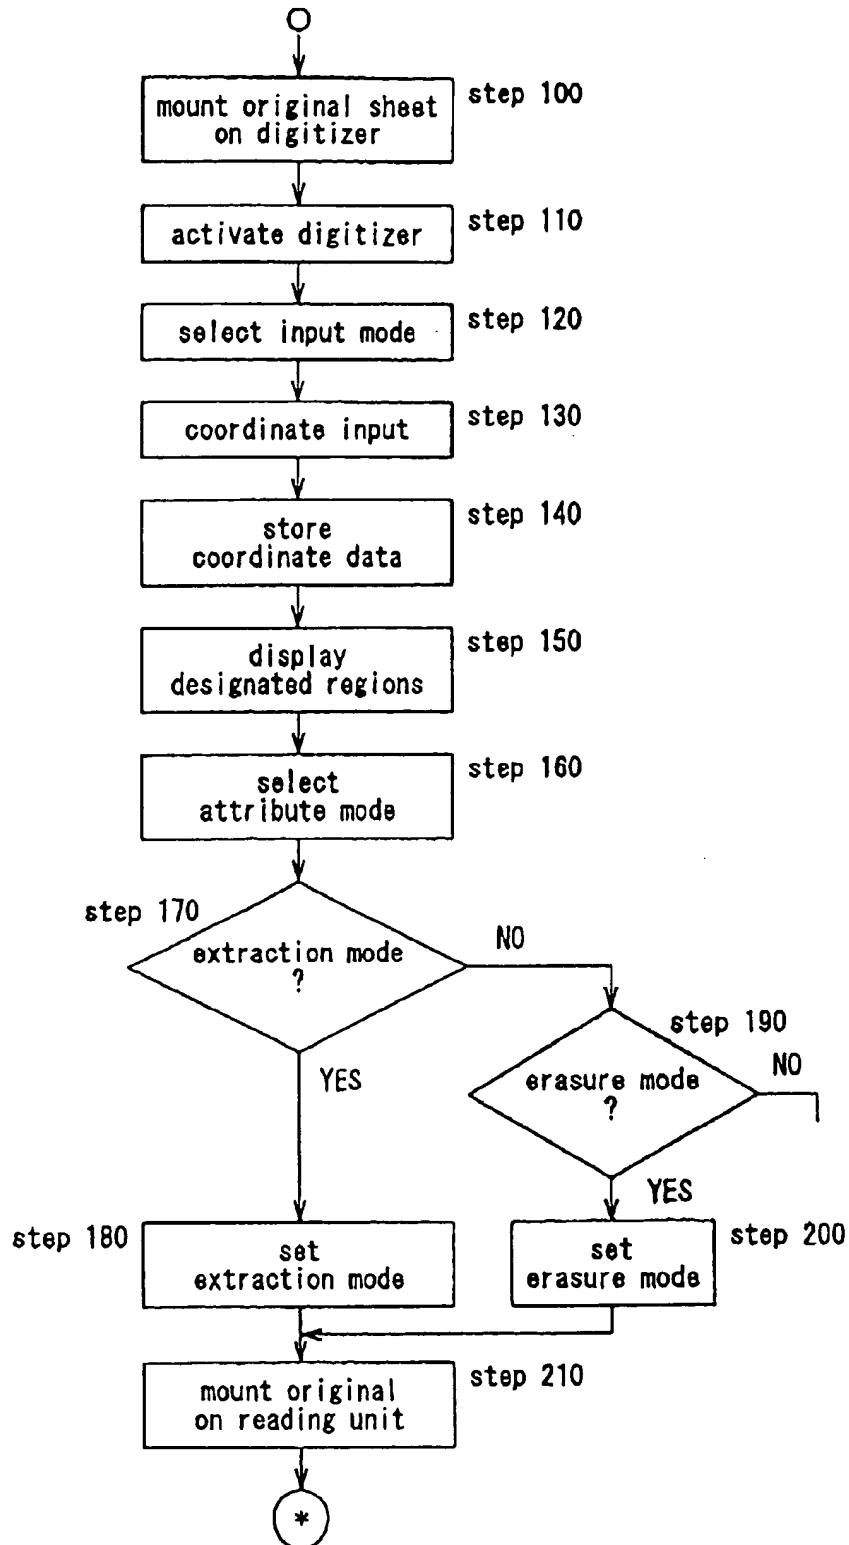 step 100
mount original sheet
on digitizer
step 110
activate digitizer
step 120
select input mode
step 130
coordinate input
step 140
store
coordinate data
step 150
display
designated regions
step 160
select
attribute mode
step 170
extraction mode
?
NO
YES
step 190
erasure mode
?
NO
YES
step 180
set
extraction mode
step 200
set
erasure mode
step 210
mount original
on reading unit
*